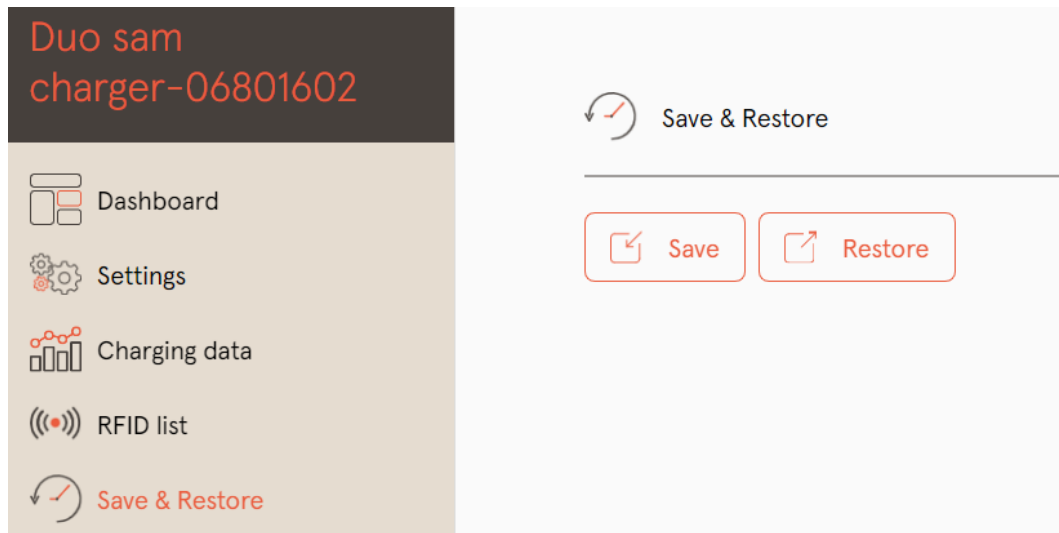 Duo sam
charger-06801602
Dashboard
Settings
Charging data
RFID list
Save & Restore
Save & Restore
Save
Restore